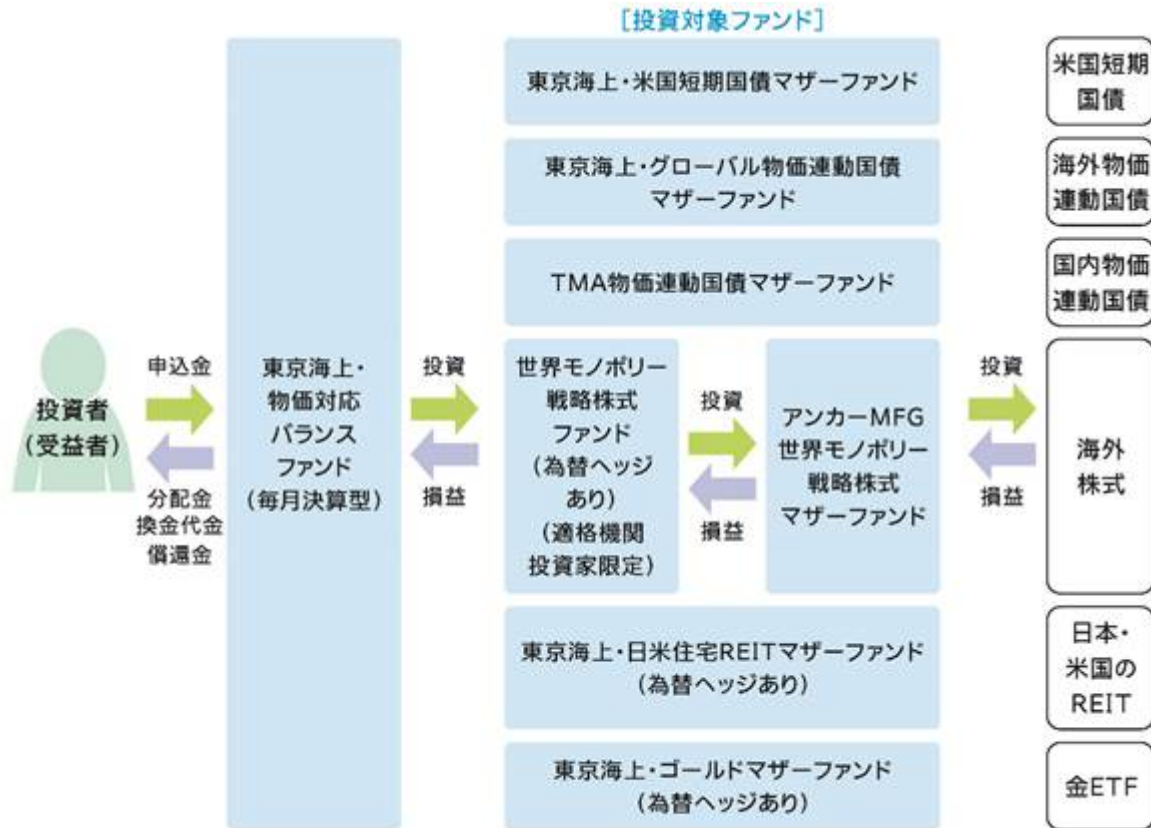 ［投資対象ファンド］
東京海上・米国短期国債マザーファンド
米国短期
国債
東京海上・グローバル物価連動国債
マザーファンド
海外物価
連動国債
TMA物価連動国債マザーファンド
国内物価
連動国債
投資者
（受益者）
申込金
分配金
換金代金
償還金
東京海上・
物価対応
バランス
ファンド
（毎月決算型）
投資
損益
世界モノポリー
戦略株式
ファンド
（為替ヘッジ
あり）
（適格機関
投資家限定）
投資
損益
アンカーMFG
世界モノポリー
戦略株式
マザーファンド
投資
損益
海外
株式
東京海上・日米住宅REITマザーファンド
（為替ヘッジあり）
日本・
米国の
REIT
東京海上・ゴールドマザーファンド
（為替ヘッジあり）
金ETF